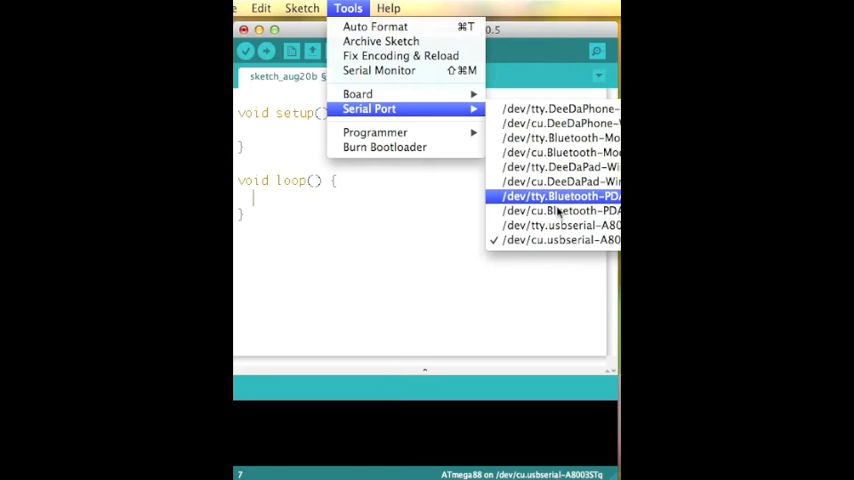 Edit Sketch Tools Help
Auto Format ⌘T
Archive Sketch
Fix Encoding & Reload
Serial Monitor ⇧⌘M
Board
Serial Port
Programmer
Burn Bootloader
0.5
sketch_aug20b §
void setup()
}
void loop() {
}
/dev/tty.DeeDaPhone-
/dev/cu.DeeDaPhone-
/dev/tty.Bluetooth-Mo
/dev/cu.Bluetooth-Mo
/dev/tty.DeeDaPad-Wi
/dev/cu.DeeDaPad-Wi
/dev/tty.Bluetooth-PDA
/dev/cu.Bluetooth-PDA
/dev/tty.usbserial-A80
✓ /dev/cu.usbserial-A80
7
ATmega88 on /dev/cu.usbserial-A8003STq